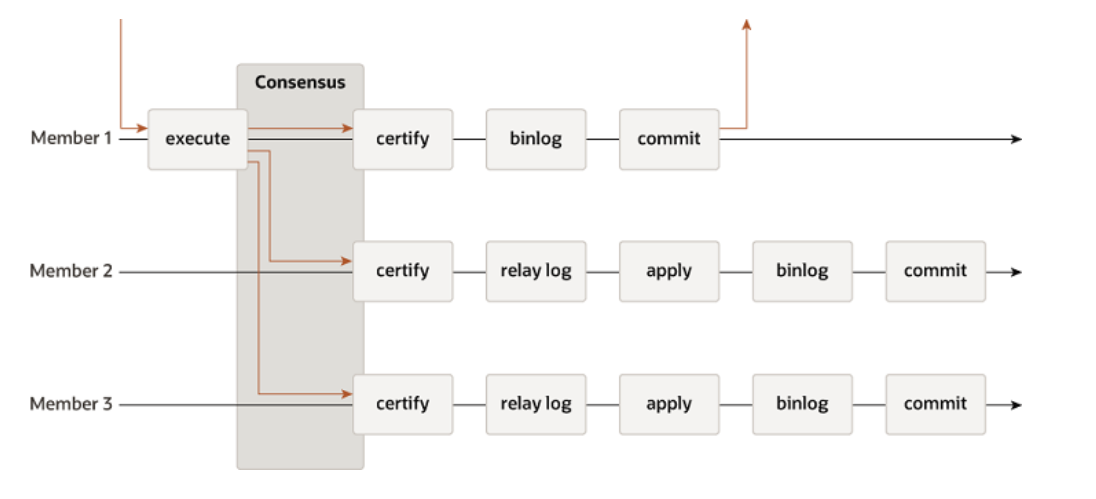 Consensus
Member 1 execute certify binlog commit
Member 2 certify relay log apply binlog commit
Member 3 certify relay log apply binlog commit